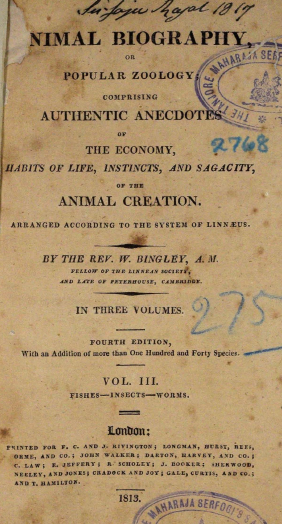 1817
NIMAL BIOGRAPHY,
OR
POPULAR ZOOLOGY;
COMPRISING
AUTHENTIC ANECDOTES
OF
THE ECONOMY,
HABITS OF LIFE, INSTINCTS, AND SAGACITY,
OF THE
ANIMAL CREATION.
ARRANGED ACCORDING TO THE SYSTEM OF LINNÆUS.
THE TANJORE MAHARAJA SERFO
2768
BY THE REV. W. BINGLEY, A. M.
FELLOW OF THE LINNEAN SOCIETY,
AND LATE OF PETERHOUSE, CAMBRIDGE.
IN THREE VOLUMES.
275
FOURTH EDITION,
With an Addition of more than One Hundred and Forty Species.
VOL. III.
FISHES—INSECTS—WORMS.
London:
PRINTED FOR F. C. AND J. RIVINGTON; LONGMAN, HURST, REES,
ORME, AND CO.; JOHN WALKER; DARTON, HARVEY, AND CO.;
C. LAW; E. JEFFERY; R. SCHOLEY; J. BOOKER; SHERWOOD,
NEELEY, AND JONES; CRADOCK AND JOY; GALE, CURTIS, AND CO.;
AND T. HAMILTON.
1813.
MAHARAJA SERFOJI'S